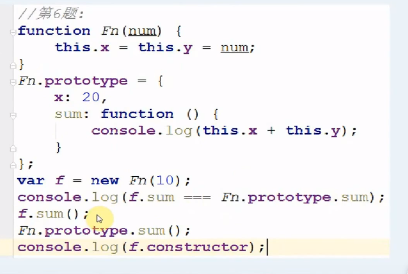 //第6题:
function Fn(num) {
    this.x = this.y = num;
}
Fn.prototype = {
    x: 20,
    sum: function () {
        console.log(this.x + this.y);
    }
};
var f = new Fn(10);
console.log(f.sum === Fn.prototype.sum);
f.sum();
Fn.prototype.sum();
console.log(f.constructor);